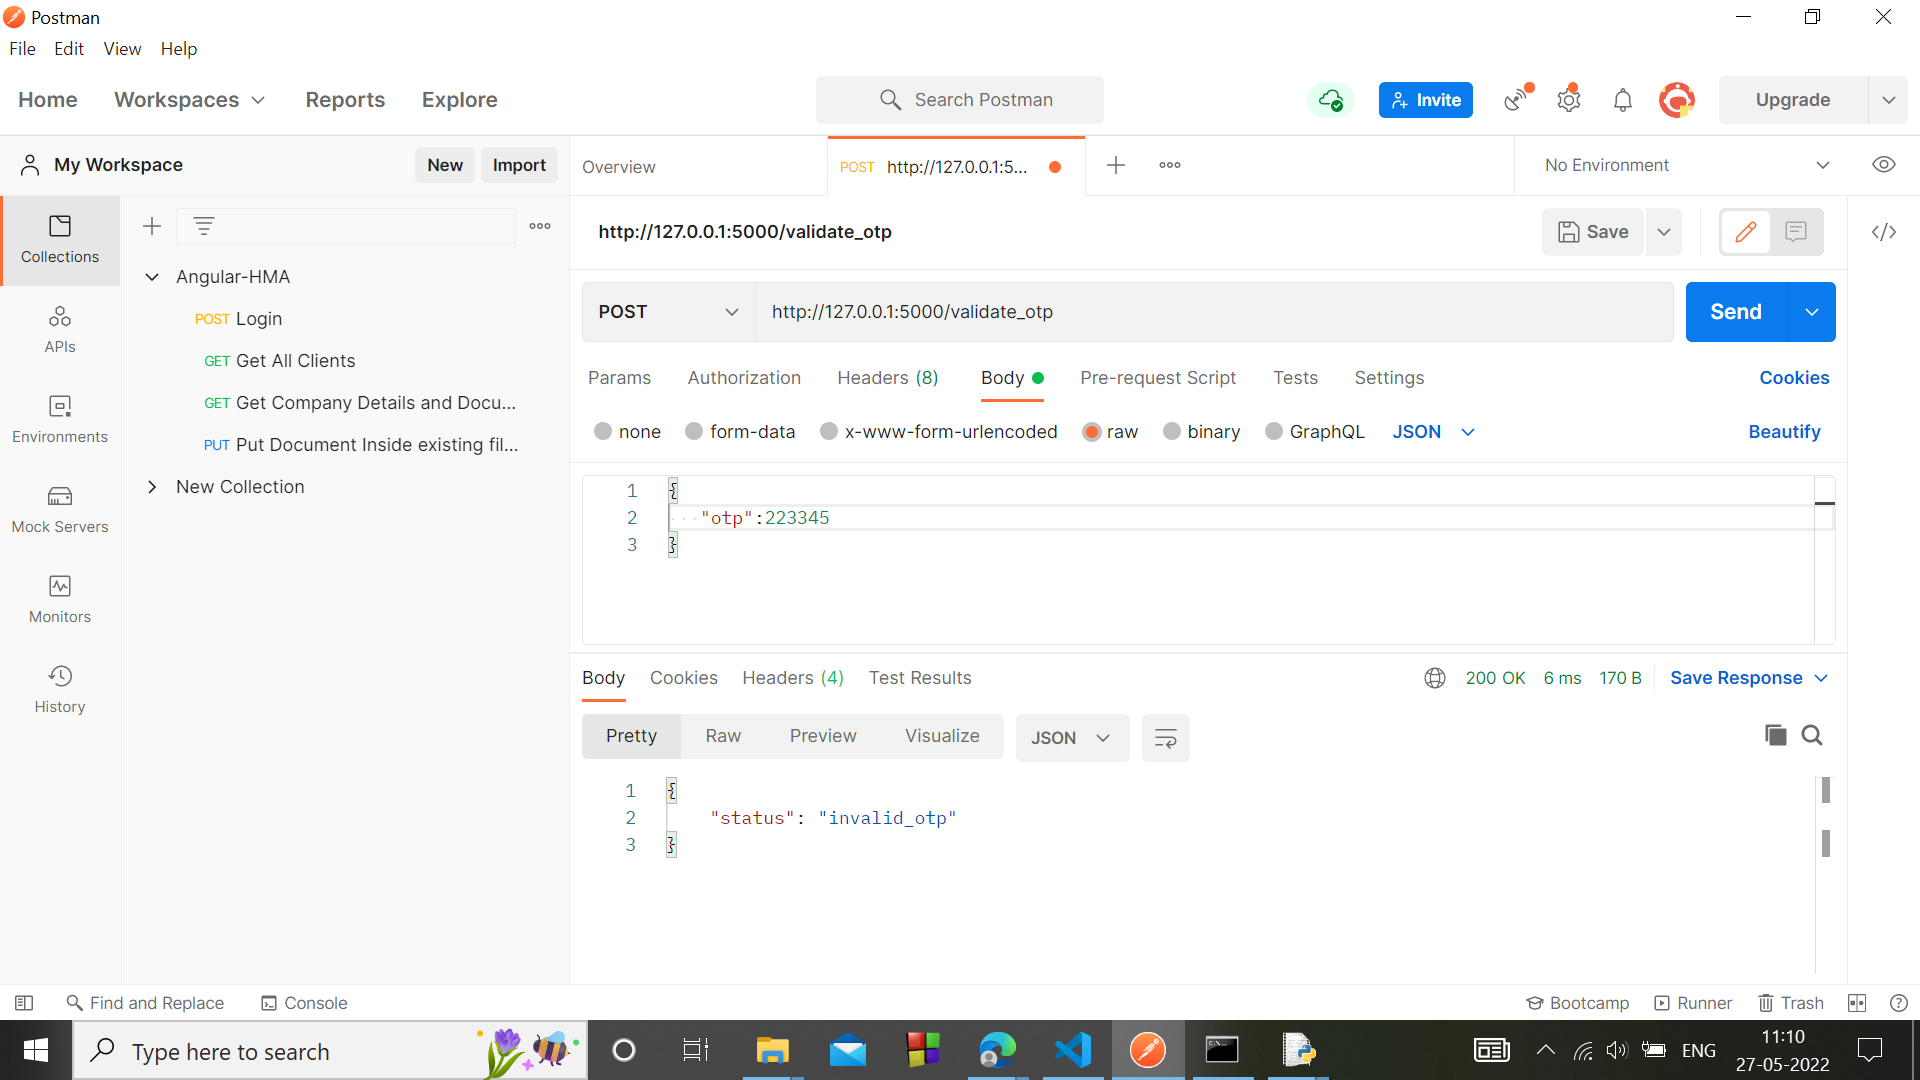 Postman
File Edit View Help
Home Workspaces Reports Explore Search Postman Invite Upgrade
My Workspace New Import Overview POST http://127.0.0.1:5... No Environment
http://127.0.0.1:5000/validate_otp Save
Collections
Angular-HMA
POST Login
GET Get All Clients
GET Get Company Details and Docu...
PUT Put Document Inside existing fil...
New Collection
APIs
Environments
Mock Servers
Monitors
History
POST http://127.0.0.1:5000/validate_otp Send
Params Authorization Headers (8) Body Pre-request Script Tests Settings Cookies
none form-data x-www-form-urlencoded raw binary GraphQL JSON Beautify
1 {
2 "otp":223345
3 }
Body Cookies Headers (4) Test Results 200 OK 6 ms 170 B Save Response
Pretty Raw Preview Visualize JSON
1 {
2 "status": "invalid_otp"
3 }
Find and Replace Console Bootcamp Runner Trash
Type here to search ENG 11:10
27-05-2022